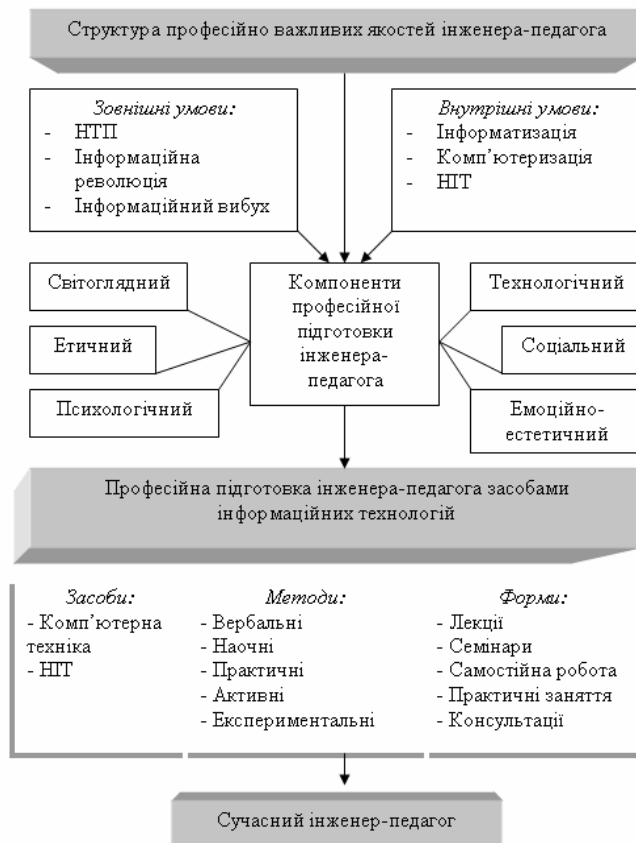 Структура професійно важливих якостей інженера-педагога
Зовнішні умови:
- НТП
- Інформаційна
революція
- Інформаційний вибух
Внутрішні умови:
- Інформатизація
- Комп’ютеризація
- НІТ
Світоглядний
Етичний
Психологічний
Компоненти
професійної
підготовки
інженера-
педагога
Технологічний
Соціальний
Емоційно-
естетичний
Професійна підготовка інженера-педагога засобами
інформаційних технологій
Засоби:
- Комп’ютерна
техніка
- НІТ
Методи:
- Вербальні
- Наочні
- Практичні
- Активні
- Експериментальні
Форми:
- Лекції
- Семінари
- Самостійна робота
- Практичні заняття
- Консультації
Сучасний інженер-педагог